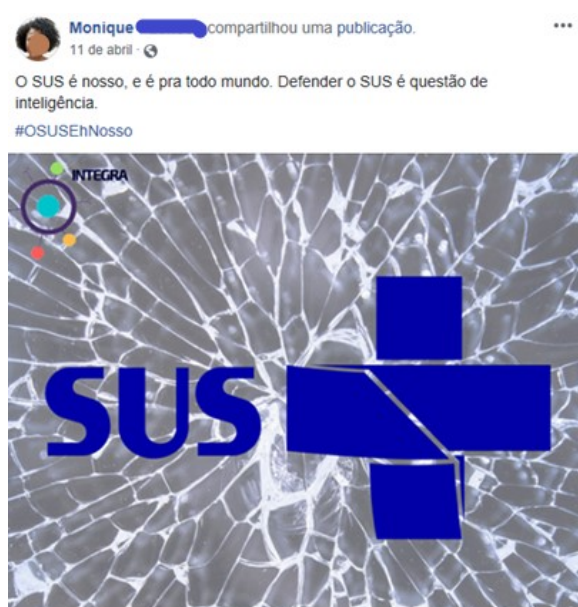 Monique compartilhou uma publicação.
11 de abril ·
O SUS é nosso, e é pra todo mundo. Defender o SUS é questão de
inteligência.
#OSUSEhNosso
INTEGRA
SUS